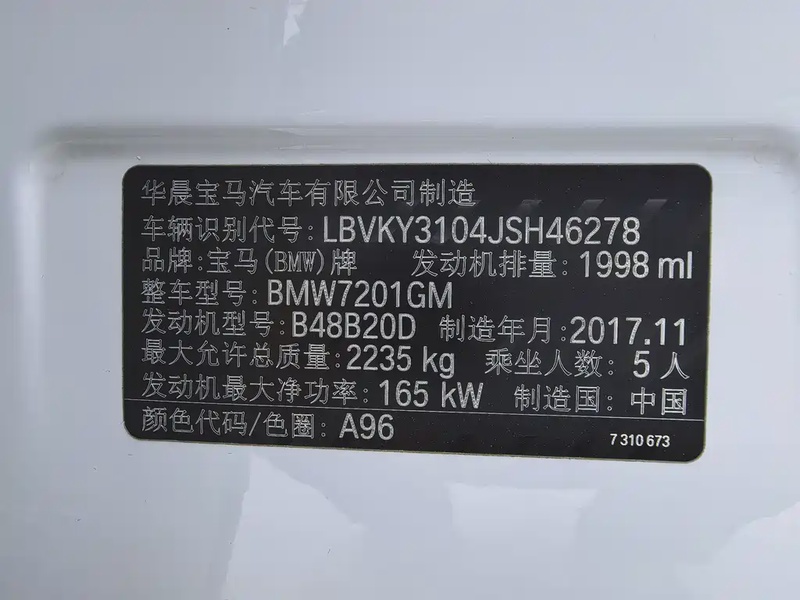 华晨宝马汽车有限公司制造
车辆识别代号: LBVKY3104JSH46278
品牌:宝马(BMW)牌 发动机排量: 1998 ml
整车型号: BMW7201GM
发动机型号: B48B20D 制造年月: 2017.11
最大允许总质量: 2235 kg 乘坐人数: 5 人
发动机最大净功率: 165 kW 制造国: 中国
颜色代码/色圈: A96
7 310 673